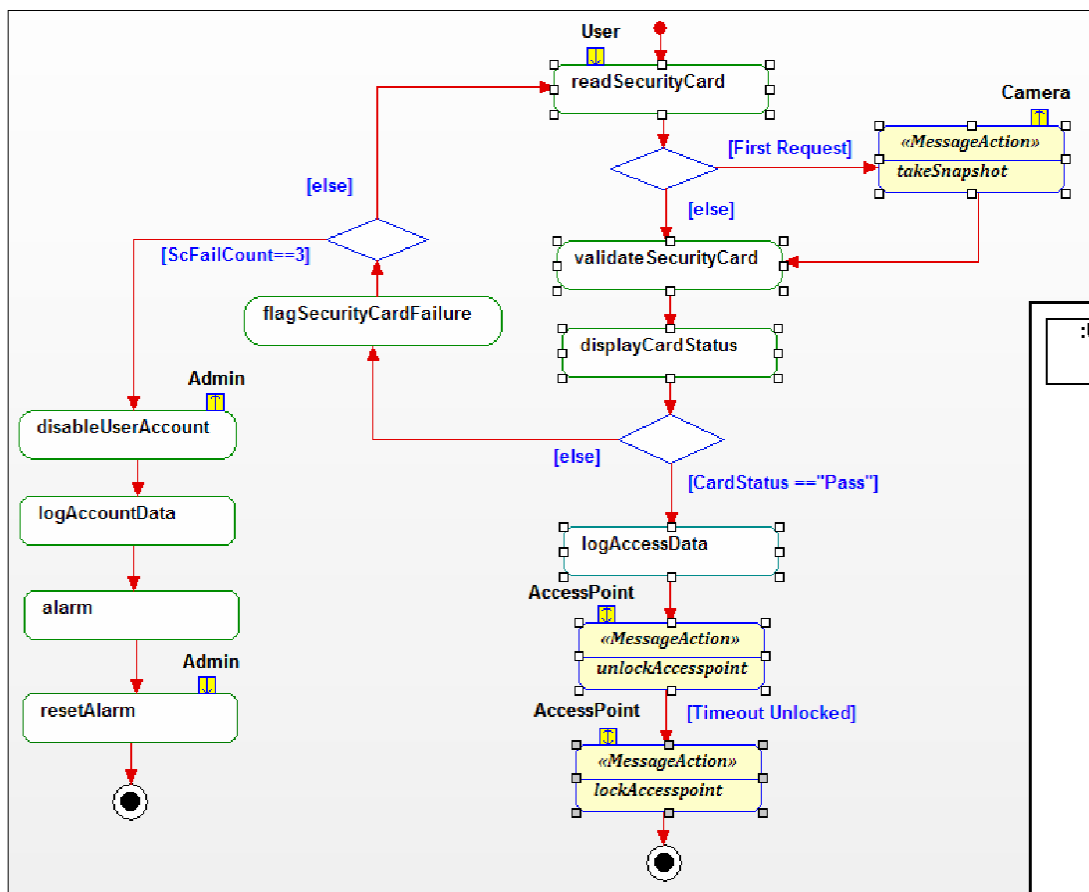 User
readSecurityCard
Camera
[First Request]
«MessageAction»
takeSnapshot
[else]
[else]
[ScFailCount==3]
validateSecurityCard
flagSecurityCardFailure
displayCardStatus
Admin
disableUserAccount
[else]
[CardStatus =="Pass"]
logAccountData
logAccessData
AccessPoint
alarm
«MessageAction»
unlockAccesspoint
Admin
resetAlarm
AccessPoint
[Timeout Unlocked]
«MessageAction»
lockAccesspoint